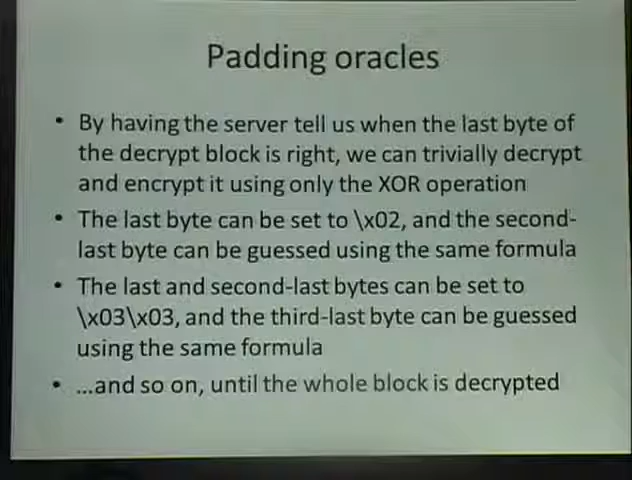 Padding oracles
• By having the server tell us when the last byte of
the decrypt block is right, we can trivially decrypt
and encrypt it using only the XOR operation
• The last byte can be set to \x02, and the second-
last byte can be guessed using the same formula
• The last and second-last bytes can be set to
\x03\x03, and the third-last byte can be guessed
using the same formula
• ...and so on, until the whole block is decrypted